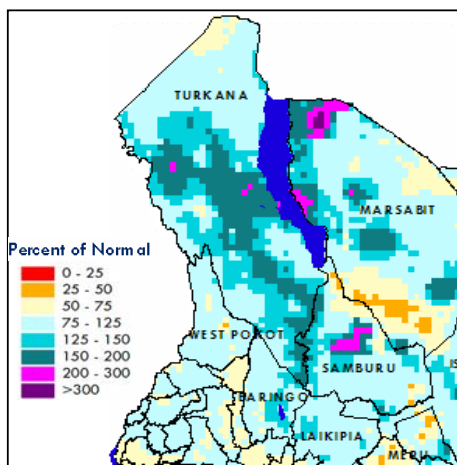 TURKANA
MARSABIT
Percent of Normal
0 - 25
25 - 50
50 - 75
75 - 125
125 - 150
150 - 200
200 - 300
>300
WEST POKOT
SAMBURU
IS
BARINGO
LAIKIPIA
MERU